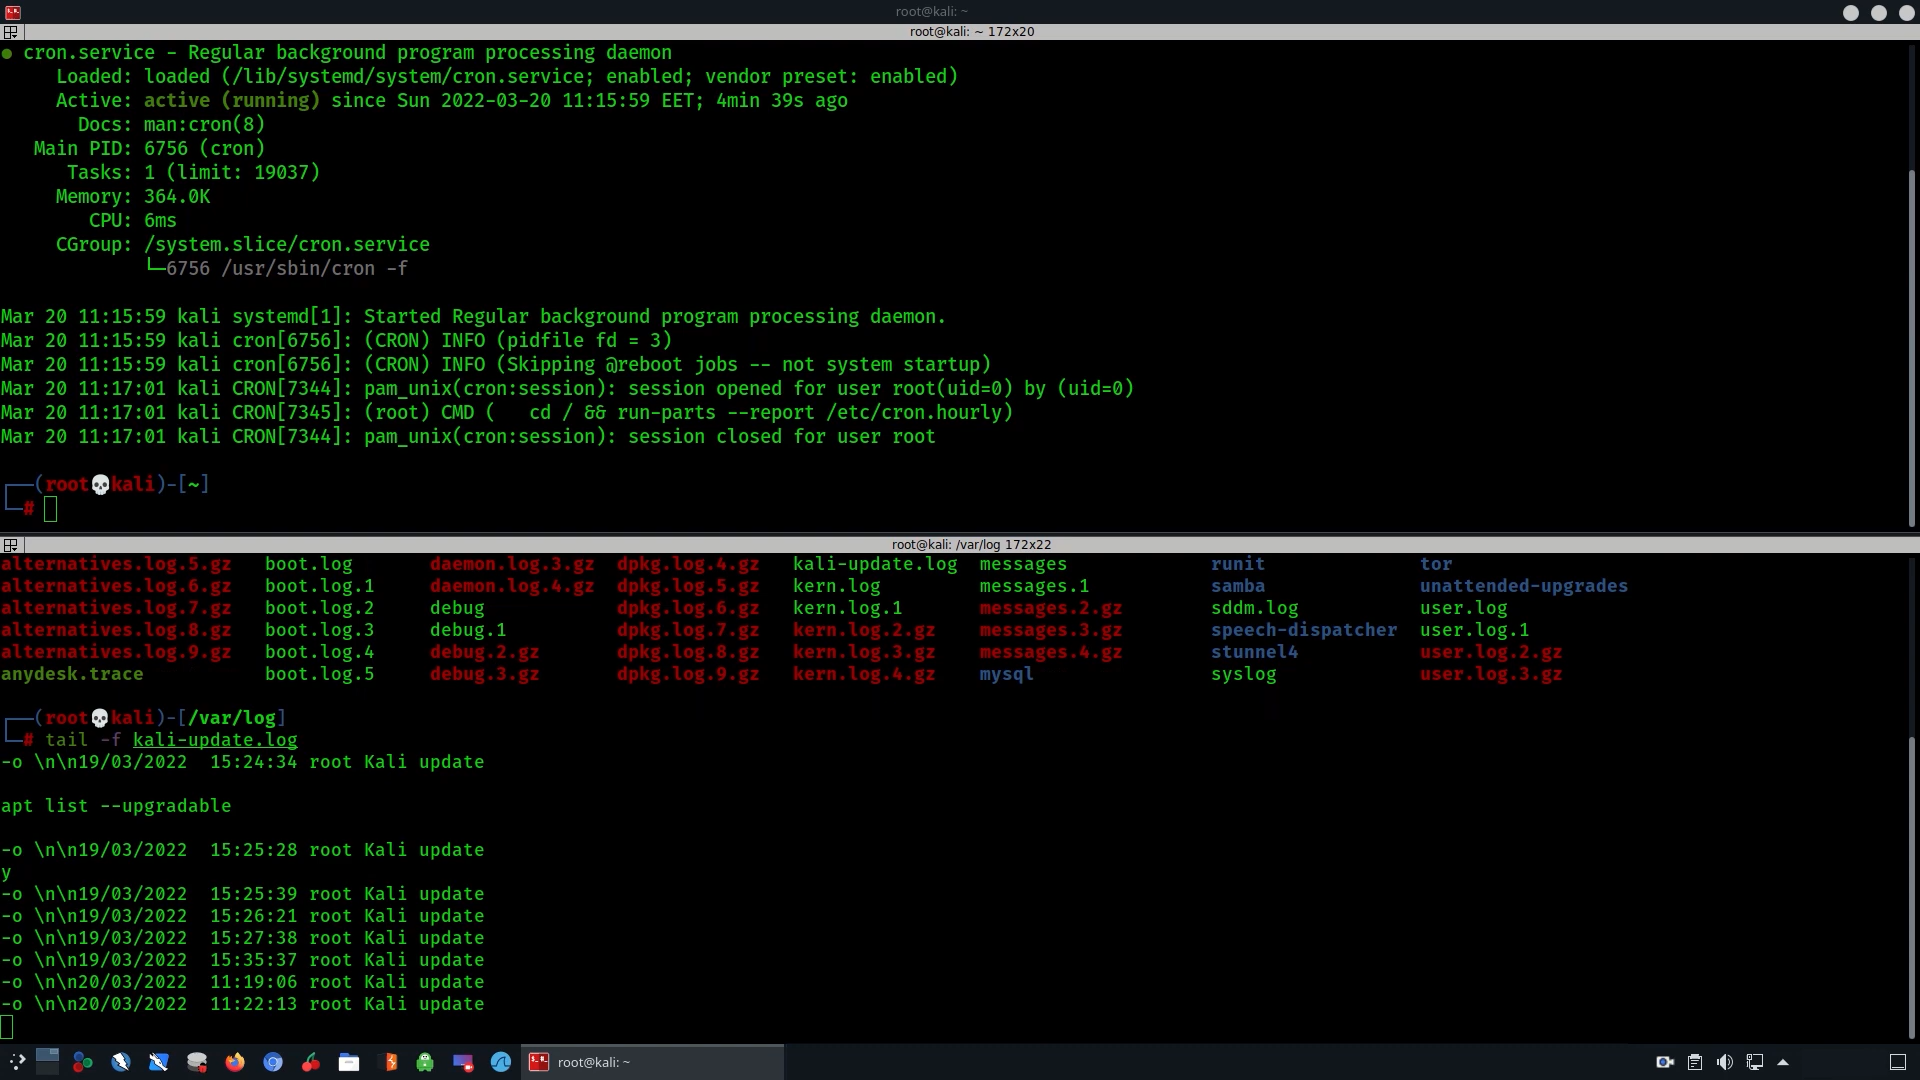 root@kali: ~
root@kali: ~ 172x20
● cron.service - Regular background program processing daemon
     Loaded: loaded (/lib/systemd/system/cron.service; enabled; vendor preset: enabled)
     Active: active (running) since Sun 2022-03-20 11:15:59 EET; 4min 39s ago
       Docs: man:cron(8)
   Main PID: 6756 (cron)
      Tasks: 1 (limit: 19037)
     Memory: 364.0K
        CPU: 6ms
     CGroup: /system.slice/cron.service
             └─6756 /usr/sbin/cron -f
Mar 20 11:15:59 kali systemd[1]: Started Regular background program processing daemon.
Mar 20 11:15:59 kali cron[6756]: (CRON) INFO (pidfile fd = 3)
Mar 20 11:15:59 kali cron[6756]: (CRON) INFO (Skipping @reboot jobs -- not system startup)
Mar 20 11:17:01 kali CRON[7344]: pam_unix(cron:session): session opened for user root(uid=0) by (uid=0)
Mar 20 11:17:01 kali CRON[7345]: (root) CMD (   cd / && run-parts --report /etc/cron.hourly)
Mar 20 11:17:01 kali CRON[7344]: pam_unix(cron:session): session closed for user root
┌──(root💀kali)-[~]
└─#
root@kali: /var/log 172x22
alternatives.log.5.gz   boot.log     daemon.log.3.gz  dpkg.log.4.gz   kali-update.log  messages       runit              tor
alternatives.log.6.gz   boot.log.1   daemon.log.4.gz  dpkg.log.5.gz   kern.log         messages.1     samba              unattended-upgrades
alternatives.log.7.gz   boot.log.2   debug            dpkg.log.6.gz   kern.log.1       messages.2.gz  sddm.log           user.log
alternatives.log.8.gz   boot.log.3   debug.1          dpkg.log.7.gz   kern.log.2.gz    messages.3.gz  speech-dispatcher  user.log.1
alternatives.log.9.gz   boot.log.4   debug.2.gz       dpkg.log.8.gz   kern.log.3.gz    messages.4.gz  stunnel4           user.log.2.gz
anydesk.trace           boot.log.5   debug.3.gz       dpkg.log.9.gz   kern.log.4.gz    mysql          syslog             user.log.3.gz
┌──(root💀kali)-[/var/log]
└─# tail -f kali-update.log
-o \n\n19/03/2022  15:24:34 root Kali update
apt list --upgradable
-o \n\n19/03/2022  15:25:28 root Kali update
y
-o \n\n19/03/2022  15:25:39 root Kali update
-o \n\n19/03/2022  15:26:21 root Kali update
-o \n\n19/03/2022  15:27:38 root Kali update
-o \n\n19/03/2022  15:35:37 root Kali update
-o \n\n20/03/2022  11:19:06 root Kali update
-o \n\n20/03/2022  11:22:13 root Kali update
root@kali: ~